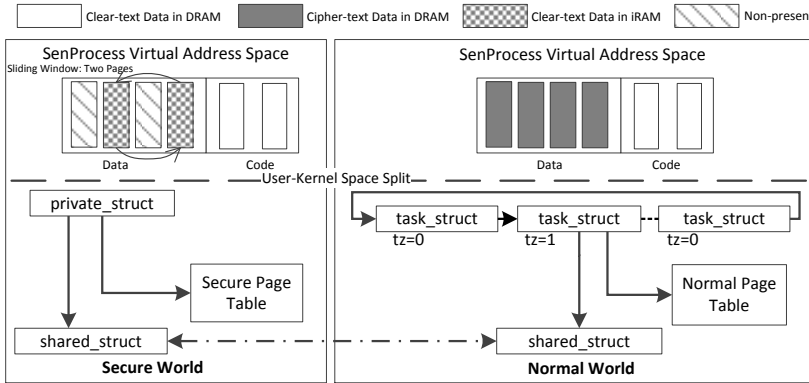 Clear-text Data in DRAM
Cipher-text Data in DRAM
Clear-text Data in iRAM
Non-presen
SenProcess Virtual Address Space
Sliding Window: Two Pages
Data
Code
SenProcess Virtual Address Space
Data
Code
User-Kernel Space Split
private_struct
Secure Page
Table
shared_struct
Secure World
task_struct
tz=0
task_struct
tz=1
task_struct
tz=0
Normal Page
Table
shared_struct
Normal World